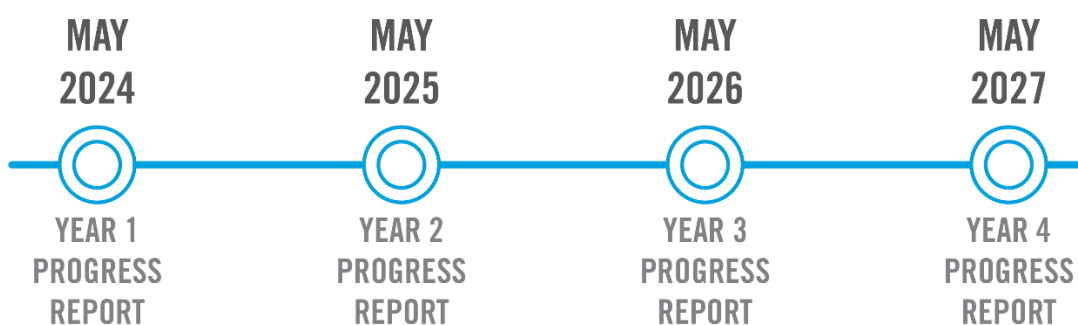 MAY
2024
YEAR 1
PROGRESS
REPORT
MAY
2025
YEAR 2
PROGRESS
REPORT
MAY
2026
YEAR 3
PROGRESS
REPORT
MAY
2027
YEAR 4
PROGRESS
REPORT